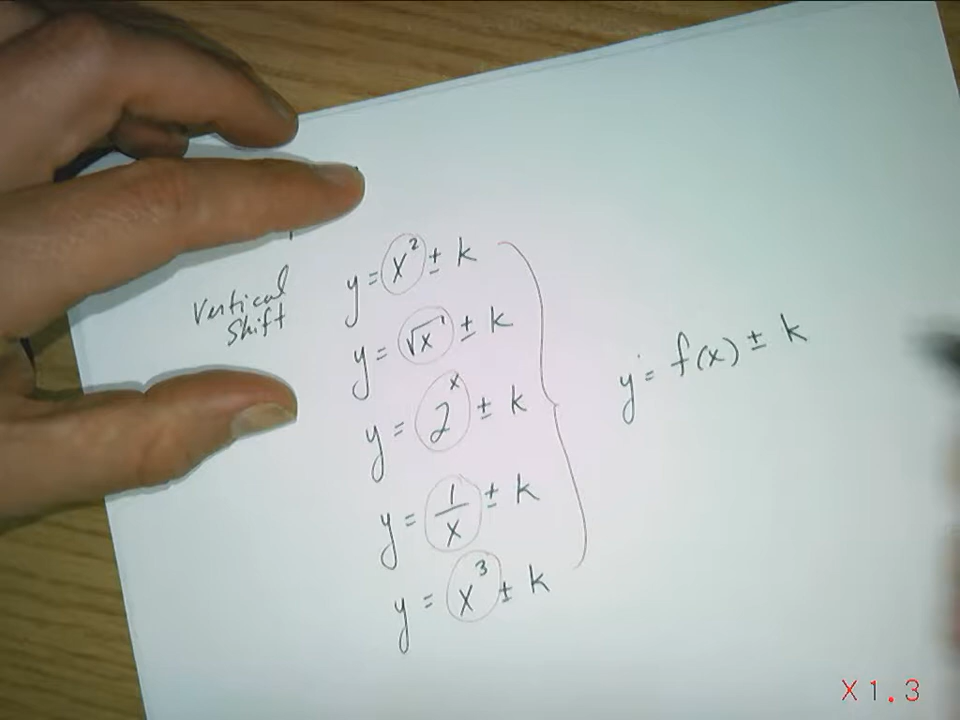 Vertical
Shift
y = x² ± k
y = √x ± k
y = 2ˣ ± k
y = 1/x ± k
y = x³ ± k
y = f(x) ± k
X1.3